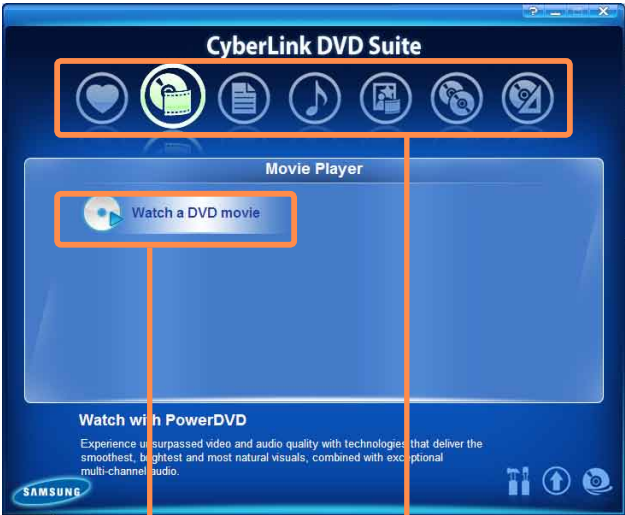 CyberLink DVD Suite
Movie Player
Watch a DVD movie
Watch with PowerDVD
Experience unsurpassed video and audio quality with technologies that deliver the
smoothest, brightest and most natural visuals, combined with exceptional
multi-channel audio.
SAMSUNG